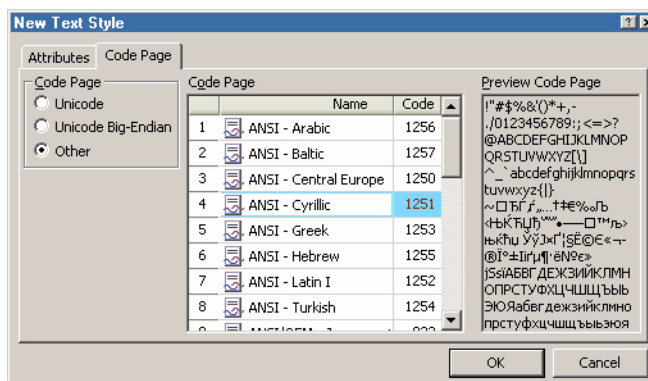 New Text Style
Attributes Code Page
Code Page
Unicode
Unicode Big-Endian
Other
Code Page
Name Code
1 ANSI - Arabic 1256
2 ANSI - Baltic 1257
3 ANSI - Central Europe 1250
4 ANSI - Cyrillic 1251
5 ANSI - Greek 1253
6 ANSI - Hebrew 1255
7 ANSI - Latin I 1252
8 ANSI - Turkish 1254
Preview Code Page
!"#$%&'()*+,-
./0123456789:;<=>?
@ABCDEFGHIJKLMNOP
QRSTUVWXYZ[\]
^_`abcdefghijklmnopqrs
tuvwxyz{|}
~□ЂЃѓ„…†‡€‰Љ
‹ЊЌЋЏђ‘’“”•–—□™љ›
њќћџ ЎўЈ¤Ґ¦§Ё©Є«¬-
®Ї°±Ііґµ¶·ё№є»
јЅѕїАБВГДЕЖЗИЙКЛМН
ОПРСТУФХЦЧШЩЪЫЬ
ЭЮЯабвгдежзийклмно
прстуфхцчшщъыьэюя
OK Cancel